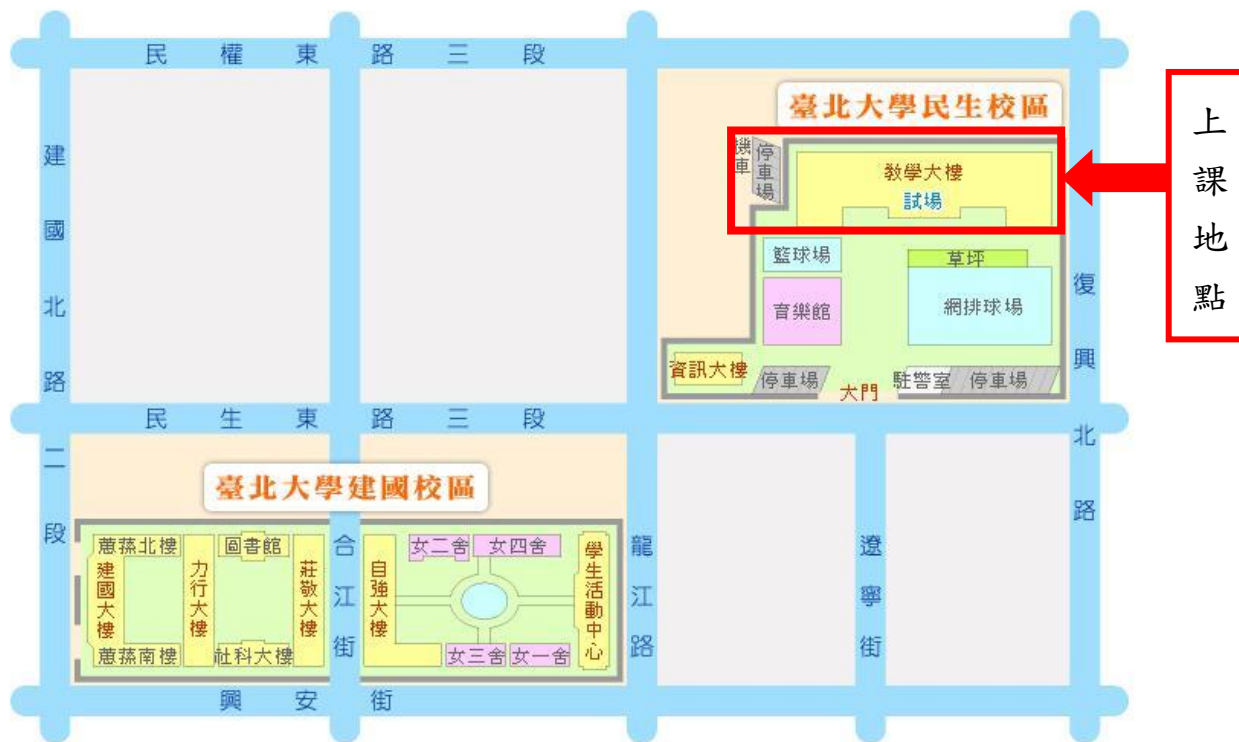 民權東路三段
臺北大學民生校區
上課地點
機車
停車場
教學大樓
試場
籃球場
草坪
育樂館
網排球場
資訊大樓
停車場
大門
駐警室
停車場
建國北路二段
復興北路
民生東路三段
臺北大學建國校區
蓖蓀北樓
圖書館
建國大樓
力行大樓
莊敬大樓
蓖蓀南樓
社科大樓
合江街
自強大樓
女二舍
女四舍
學生活動中心
女三舍
女一舍
龍江路
遼寧街
興安街